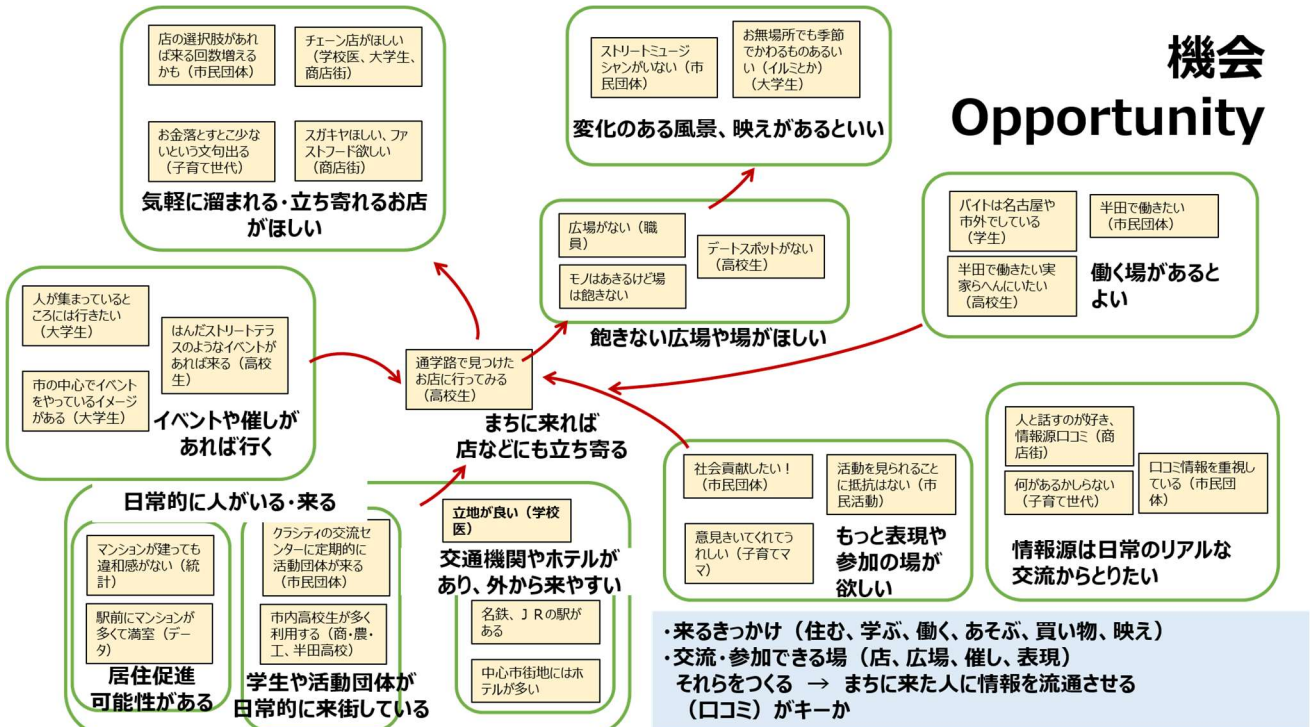 機会
Opportunity
店の選択肢があれ
ば来る回数増える
かも（市民団体）
チェーン店がほしい
（学校医、大学生、
商店街）
お金落とすとこ少な
いという文句出る
（子育て世代）
スガキヤほしい、ファ
ストフード欲しい
（商店街）
気軽に溜まれる・立ち寄れるお店
がほしい
ストリートミュージ
シャンがいない（市
民団体）
お無場所でも季節
でかわるものあるい
い（イルミとか）
（大学生）
変化のある風景、映えがあるといい
広場がない（職
員）
モノはあきるけど場
は飽きない
デートスポットがない
（高校生）
飽きない広場や場がほしい
バイトは名古屋や
市外でしている
（学生）
半田で働きたい
（市民団体）
半田で働きたい実
家らへんにいたい
（高校生）
働く場があると
よい
人が集まっていると
ころには行きたい
（大学生）
はんだストリートテラ
スのようなイベントが
あれば来る（高校
生）
市の中心でイベント
をやっているイメージ
がある（大学生）
イベントや催しが
あれば行く
通学路で見つけた
お店に行ってみる
（高校生）
まちに来れば
店などにも立ち寄る
社会貢献したい！
（市民団体）
活動を見られること
に抵抗はない（市
民活動）
意見きいてくれてう
れしい（子育てマ
マ）
もっと表現や
参加の場が
欲しい
人と話すのが好き、
情報源口コミ（商
店街）
何があるかしらない
（子育て世代）
口コミ情報を重視し
ている（市民団
体）
情報源は日常のリアルな
交流からとりたい
日常的に人がいる・来る
マンションが建っても
違和感がない（統
計）
駅前にマンションが
多くて満室（デー
タ）
居住促進
可能性がある
クラシティの交流セ
ンターに定期的に
活動団体が来る
（市民団体）
市内高校生が多く
利用する（商・農・
工、半田高校）
学生や活動団体が
日常的に来街している
立地が良い（学校
医）
交通機関やホテルが
あり、外から来やすい
名鉄、ＪＲの駅が
ある
中心市街地にはホ
テルが多い
・来るきっかけ（住む、学ぶ、働く、あそぶ、買い物、映え）
・交流・参加できる場（店、広場、催し、表現）
それらをつくる → まちに来た人に情報を流通させる
（口コミ）がキーか